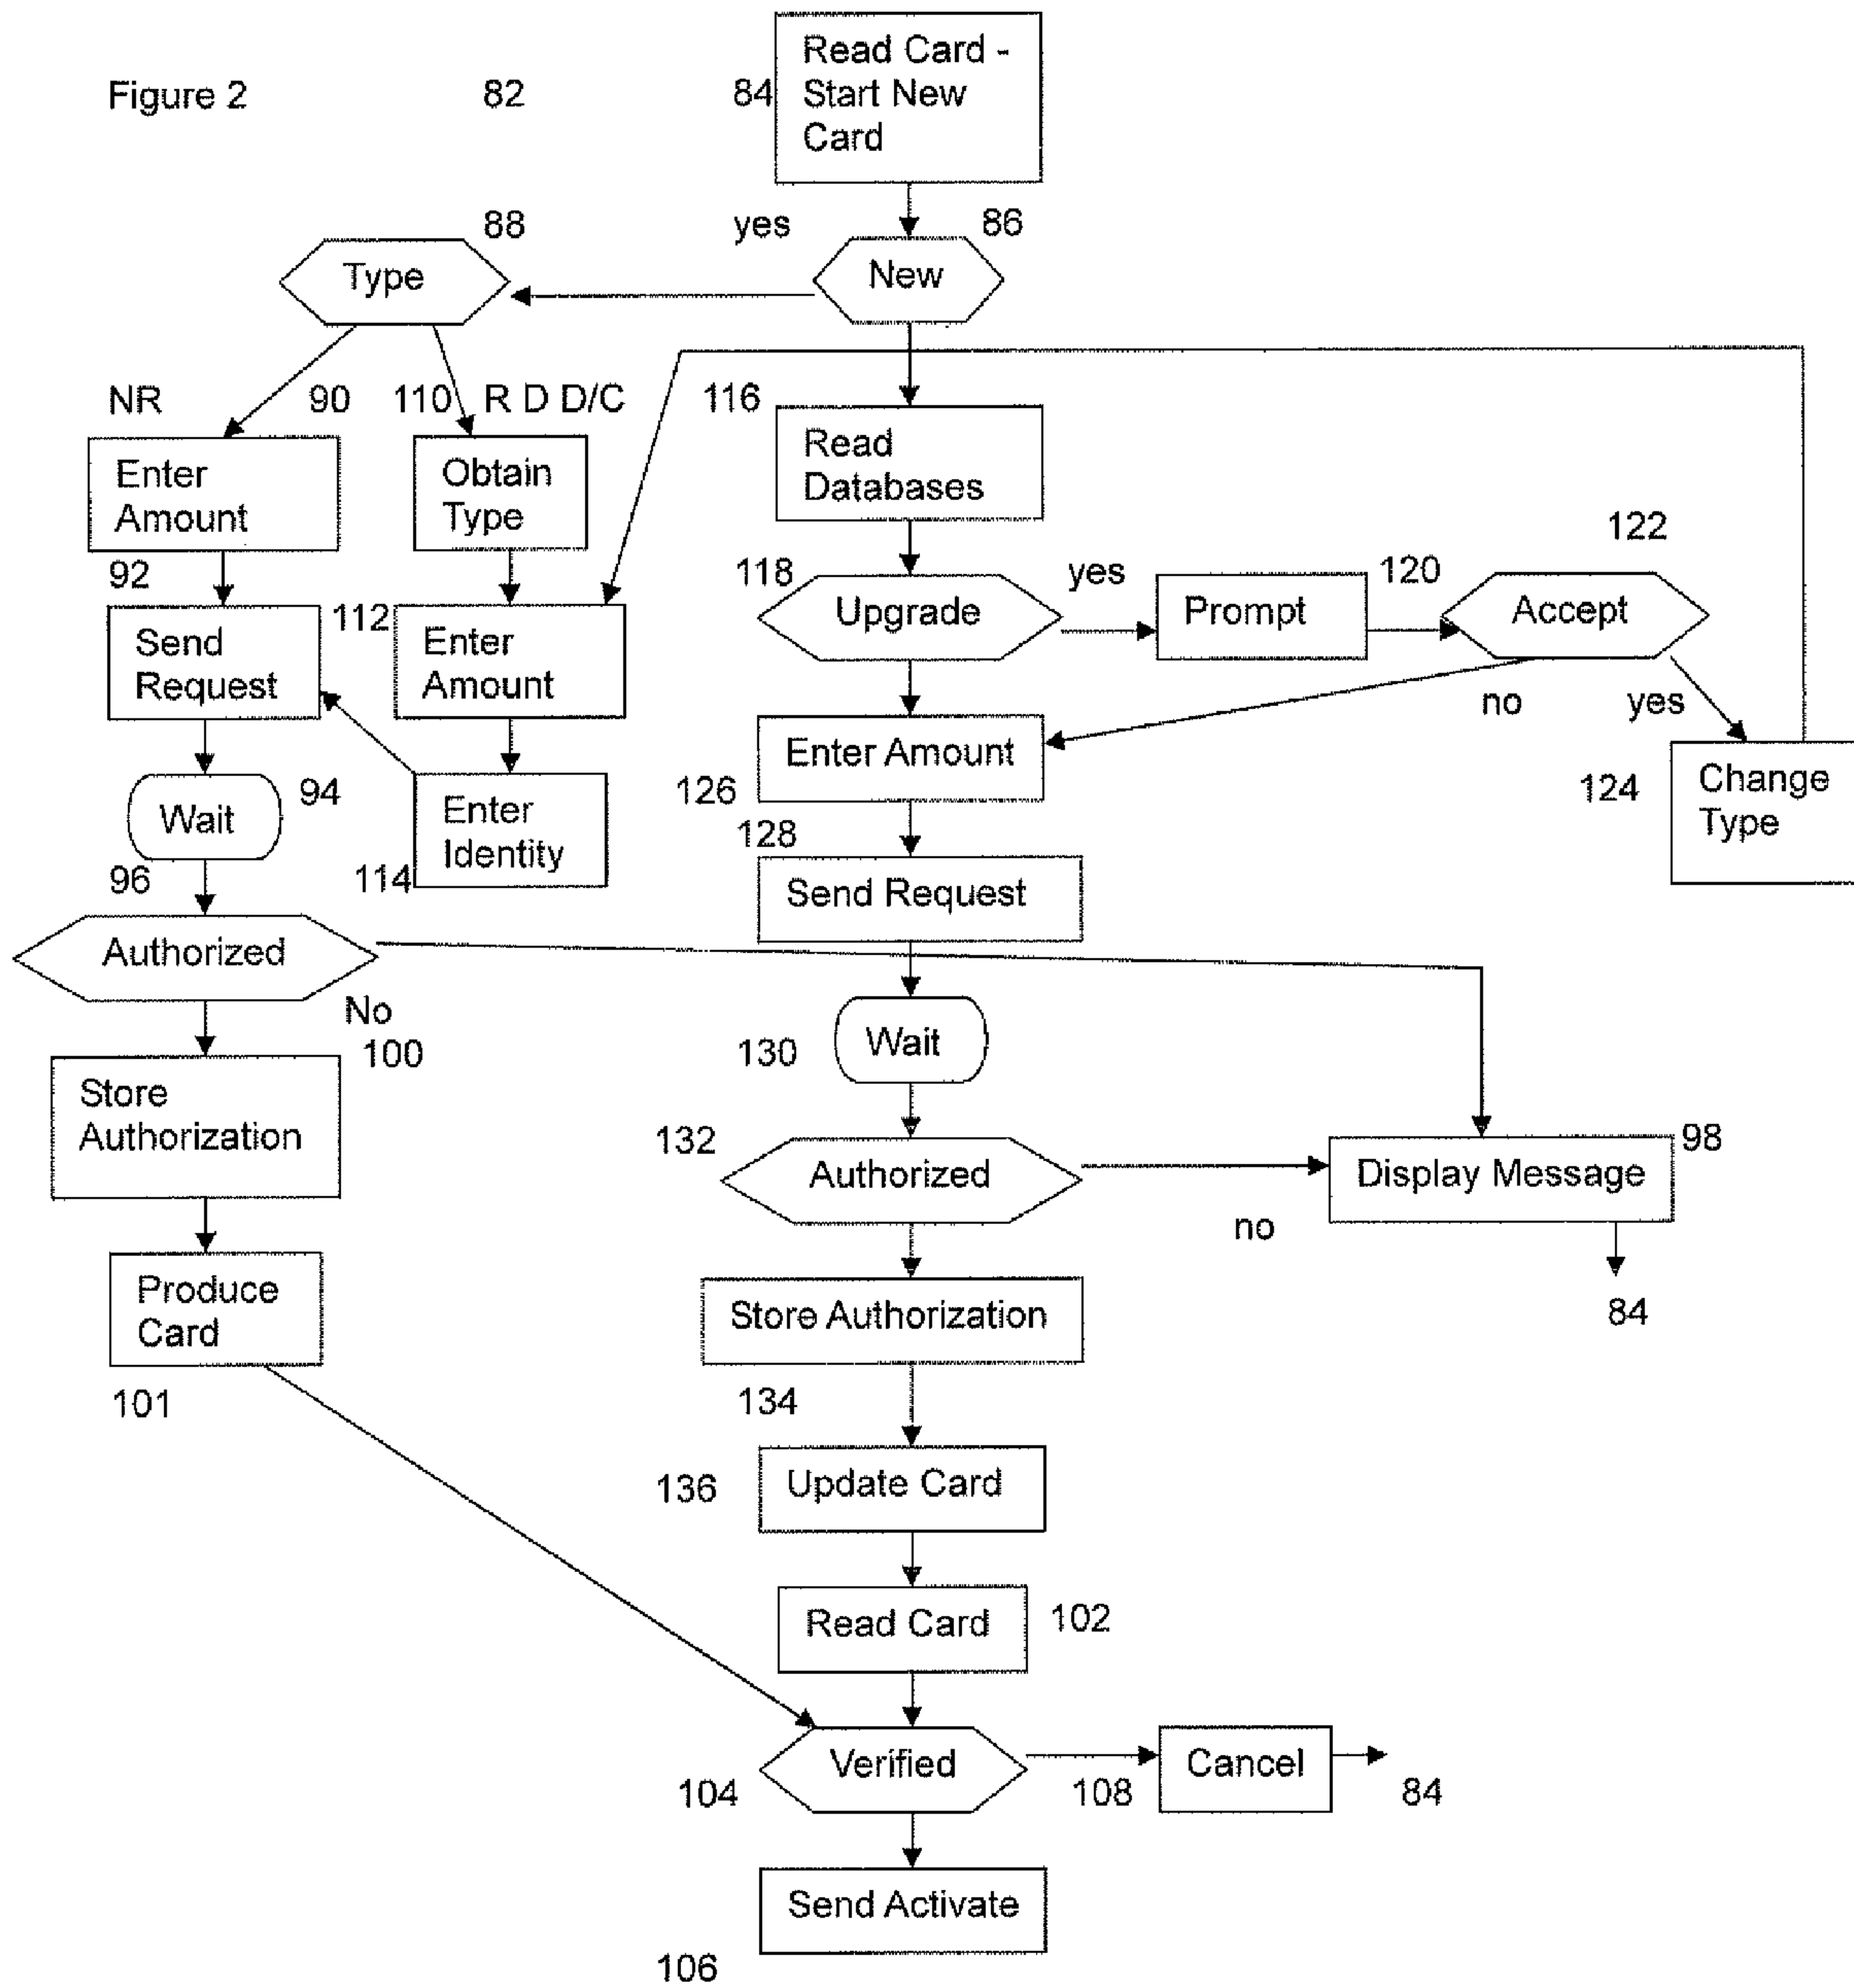 Figure 2
82
84
Read Card -
Start New
Card
88
yes
86
Type
New
NR
90
110
R D D/C
116
Enter
Amount
Obtain
Type
Read
Databases
122
92
118
yes
120
112
Send
Request
Enter
Amount
Upgrade
Prompt
Accept
no
yes
94
Wait
Enter
Identity
126
Enter Amount
124
Change
Type
128
96
114
Send Request
Authorized
No
100
130
Wait
Store
Authorization
132
Authorized
98
Display Message
no
84
Produce
Card
Store Authorization
101
134
136
Update Card
Read Card
102
Verified
104
108
Cancel
84
Send Activate
106